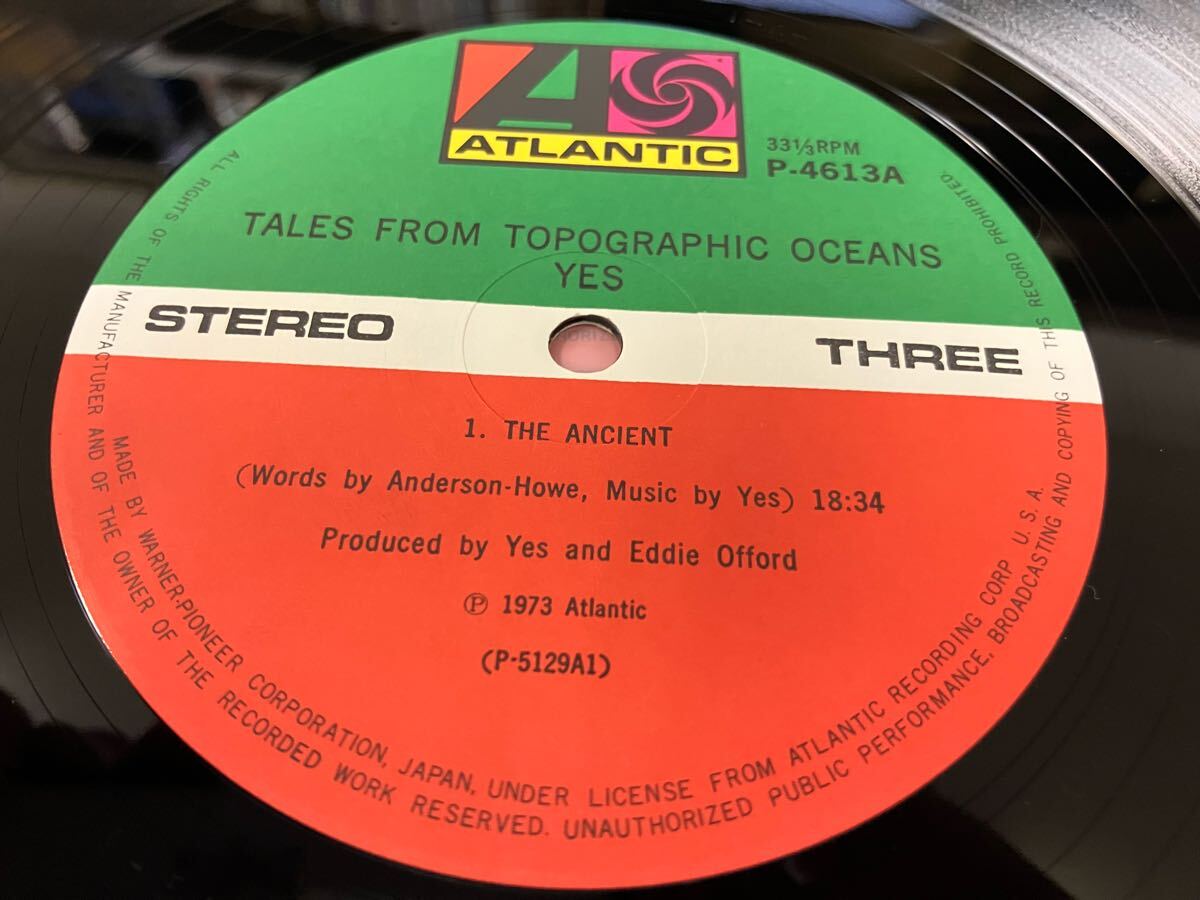 ATLANTIC
33⅓RPM
P-4613A
TALES FROM TOPOGRAPHIC OCEANS
YES
STEREO
THREE
1. THE ANCIENT
(Words by Anderson-Howe, Music by Yes) 18:34
Produced by Yes and Eddie Offord
Ⓟ 1973 Atlantic
(P-5129A1)
MADE BY WARNER-PIONEER CORPORATION, JAPAN, UNDER LICENSE FROM ATLANTIC RECORDING CORP U. S. A.
ALL RIGHTS OF THE MANUFACTURER AND OF THE OWNER OF THE RECORDED WORK RESERVED. UNAUTHORIZED PUBLIC PERFORMANCE, BROADCASTING AND COPYING OF THIS RECORD PROHIBITED.